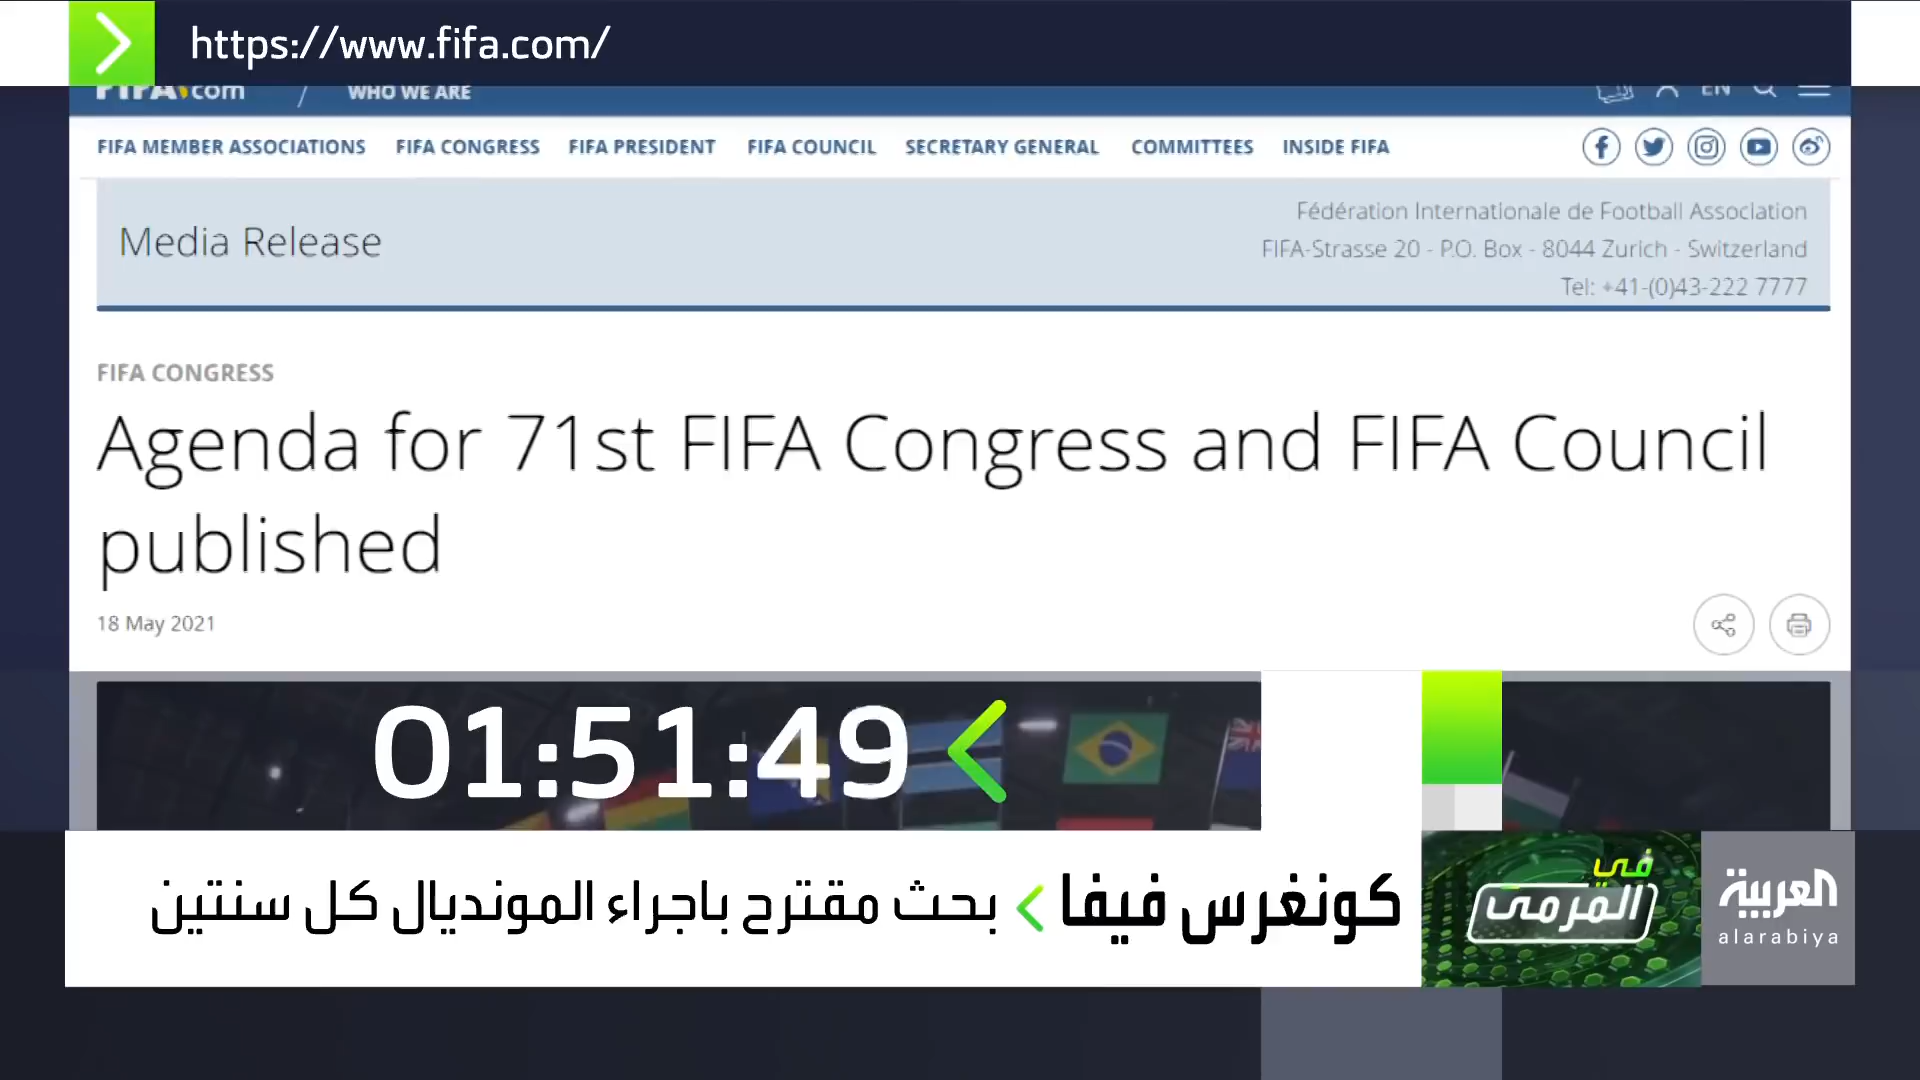 https://www.fifa.com/
FIFA.com / WHO WE ARE EN
FIFA MEMBER ASSOCIATIONS FIFA CONGRESS FIFA PRESIDENT FIFA COUNCIL SECRETARY GENERAL COMMITTEES INSIDE FIFA
Media Release
Fédération Internationale de Football Association
FIFA-Strasse 20 - P.O. Box - 8044 Zurich - Switzerland
Tel: +41-(0)43-222 7777
FIFA CONGRESS
Agenda for 71st FIFA Congress and FIFA Council
published
18 May 2021
01:51:49
كونغرس فيفا > بحث مقترح باجراء المونديال كل سنتين
في
المرمى
العربية
alarabiya